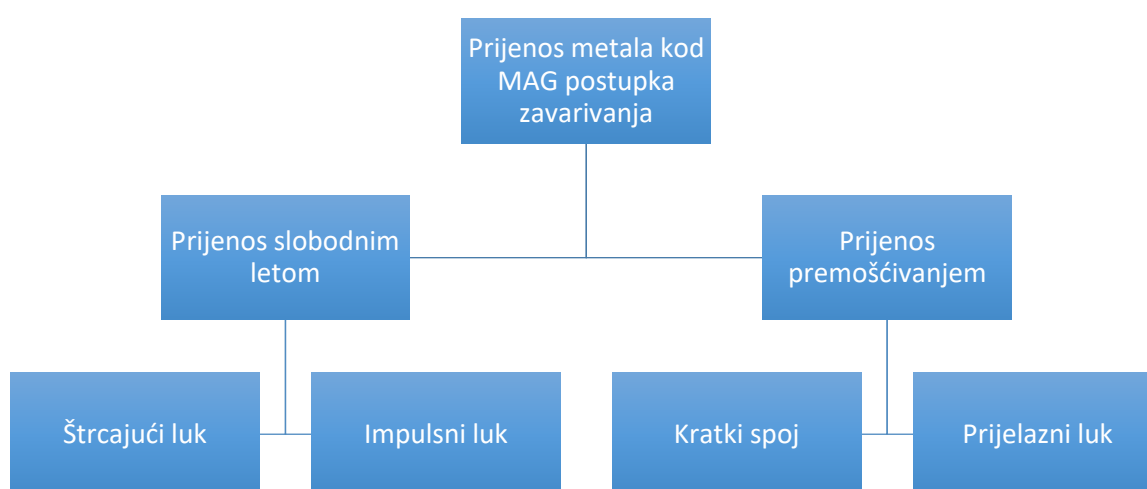 Prijenos metala kod
MAG postupka
zavarivanja
Prijenos slobodnim
letom
Prijenos
premošćivanjem
Štrcajući luk
Impulsni luk
Kratki spoj
Prijelazni luk